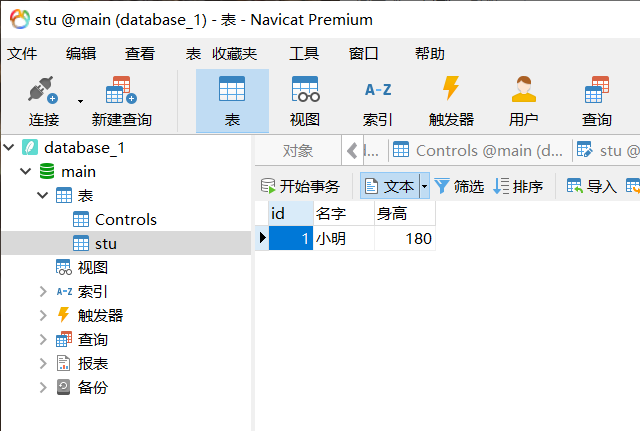 stu @main (database_1) - 表 - Navicat Premium
文件 编辑 查看 表 收藏夹 工具 窗口 帮助
连接 新建查询 表 视图 索引 触发器 用户 查询
A-Z
database_1
main
表
Controls
stu
视图
A-Z 索引
触发器
查询
报表
备份
对象 l... Controls @main (d... stu @
开始事务 文本 筛选 排序 导入
id 名字 身高
1 小明 180